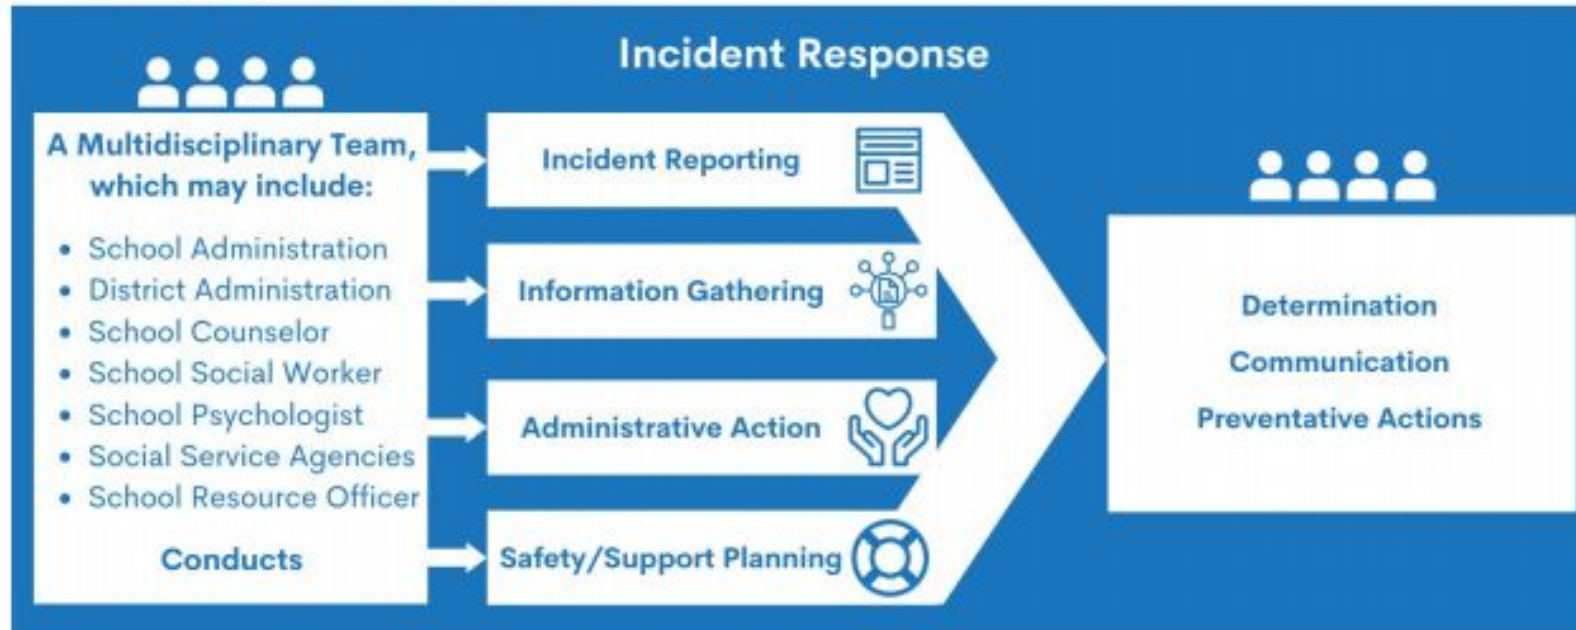 Incident Response
A Multidisciplinary Team,
which may include:
• School Administration
• District Administration
• School Counselor
• School Social Worker
• School Psychologist
• Social Service Agencies
• School Resource Officer
Conducts
Incident Reporting
Information Gathering
Administrative Action
Safety/Support Planning
Determination
Communication
Preventative Actions